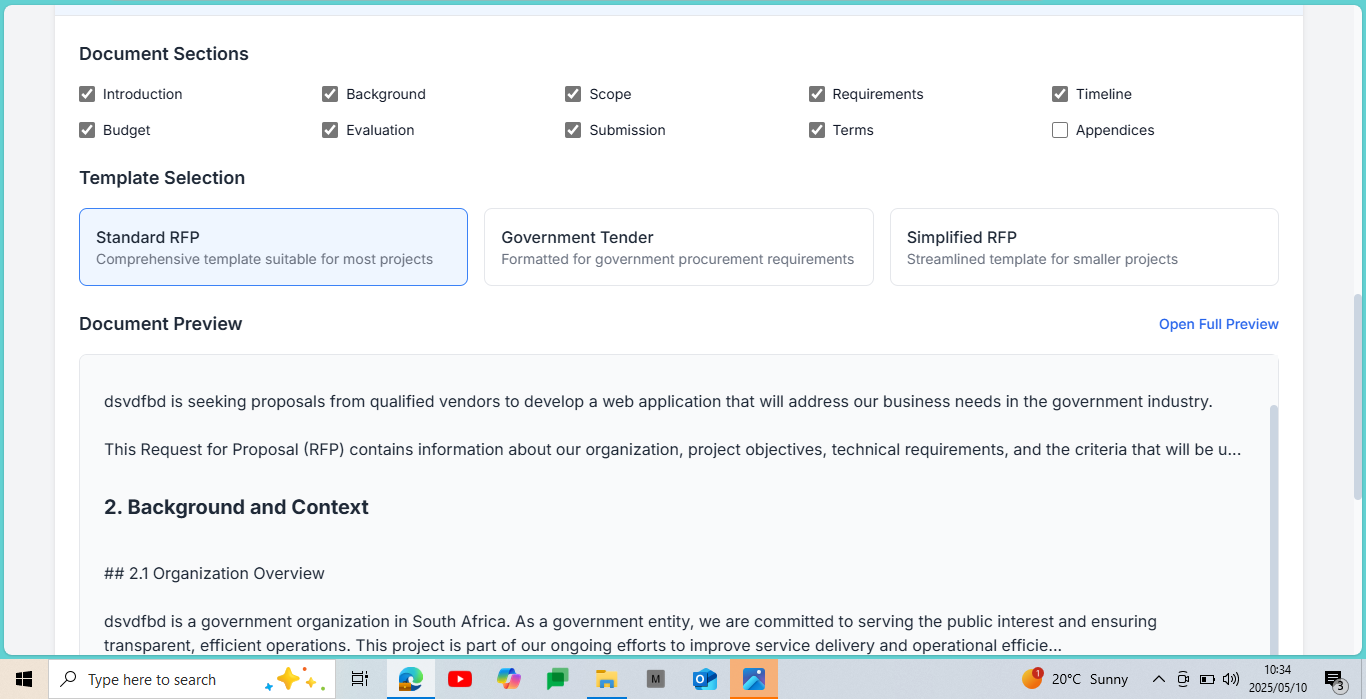 Document Sections
Introduction Background Scope Requirements Timeline
Budget Evaluation Submission Terms Appendices
Template Selection
Standard RFP Government Tender Simplified RFP
Comprehensive template suitable for most projects Formatted for government procurement requirements Streamlined template for smaller projects
Document Preview Open Full Preview
dsvdfbd is seeking proposals from qualified vendors to develop a web application that will address our business needs in the government industry.
This Request for Proposal (RFP) contains information about our organization, project objectives, technical requirements, and the criteria that will be u...
2. Background and Context
## 2.1 Organization Overview
dsvdfbd is a government organization in South Africa. As a government entity, we are committed to serving the public interest and ensuring
transparent, efficient operations. This project is part of our ongoing efforts to improve service delivery and operational efficie...
Type here to search M 1 20°C Sunny 10:34
2025/05/10 3